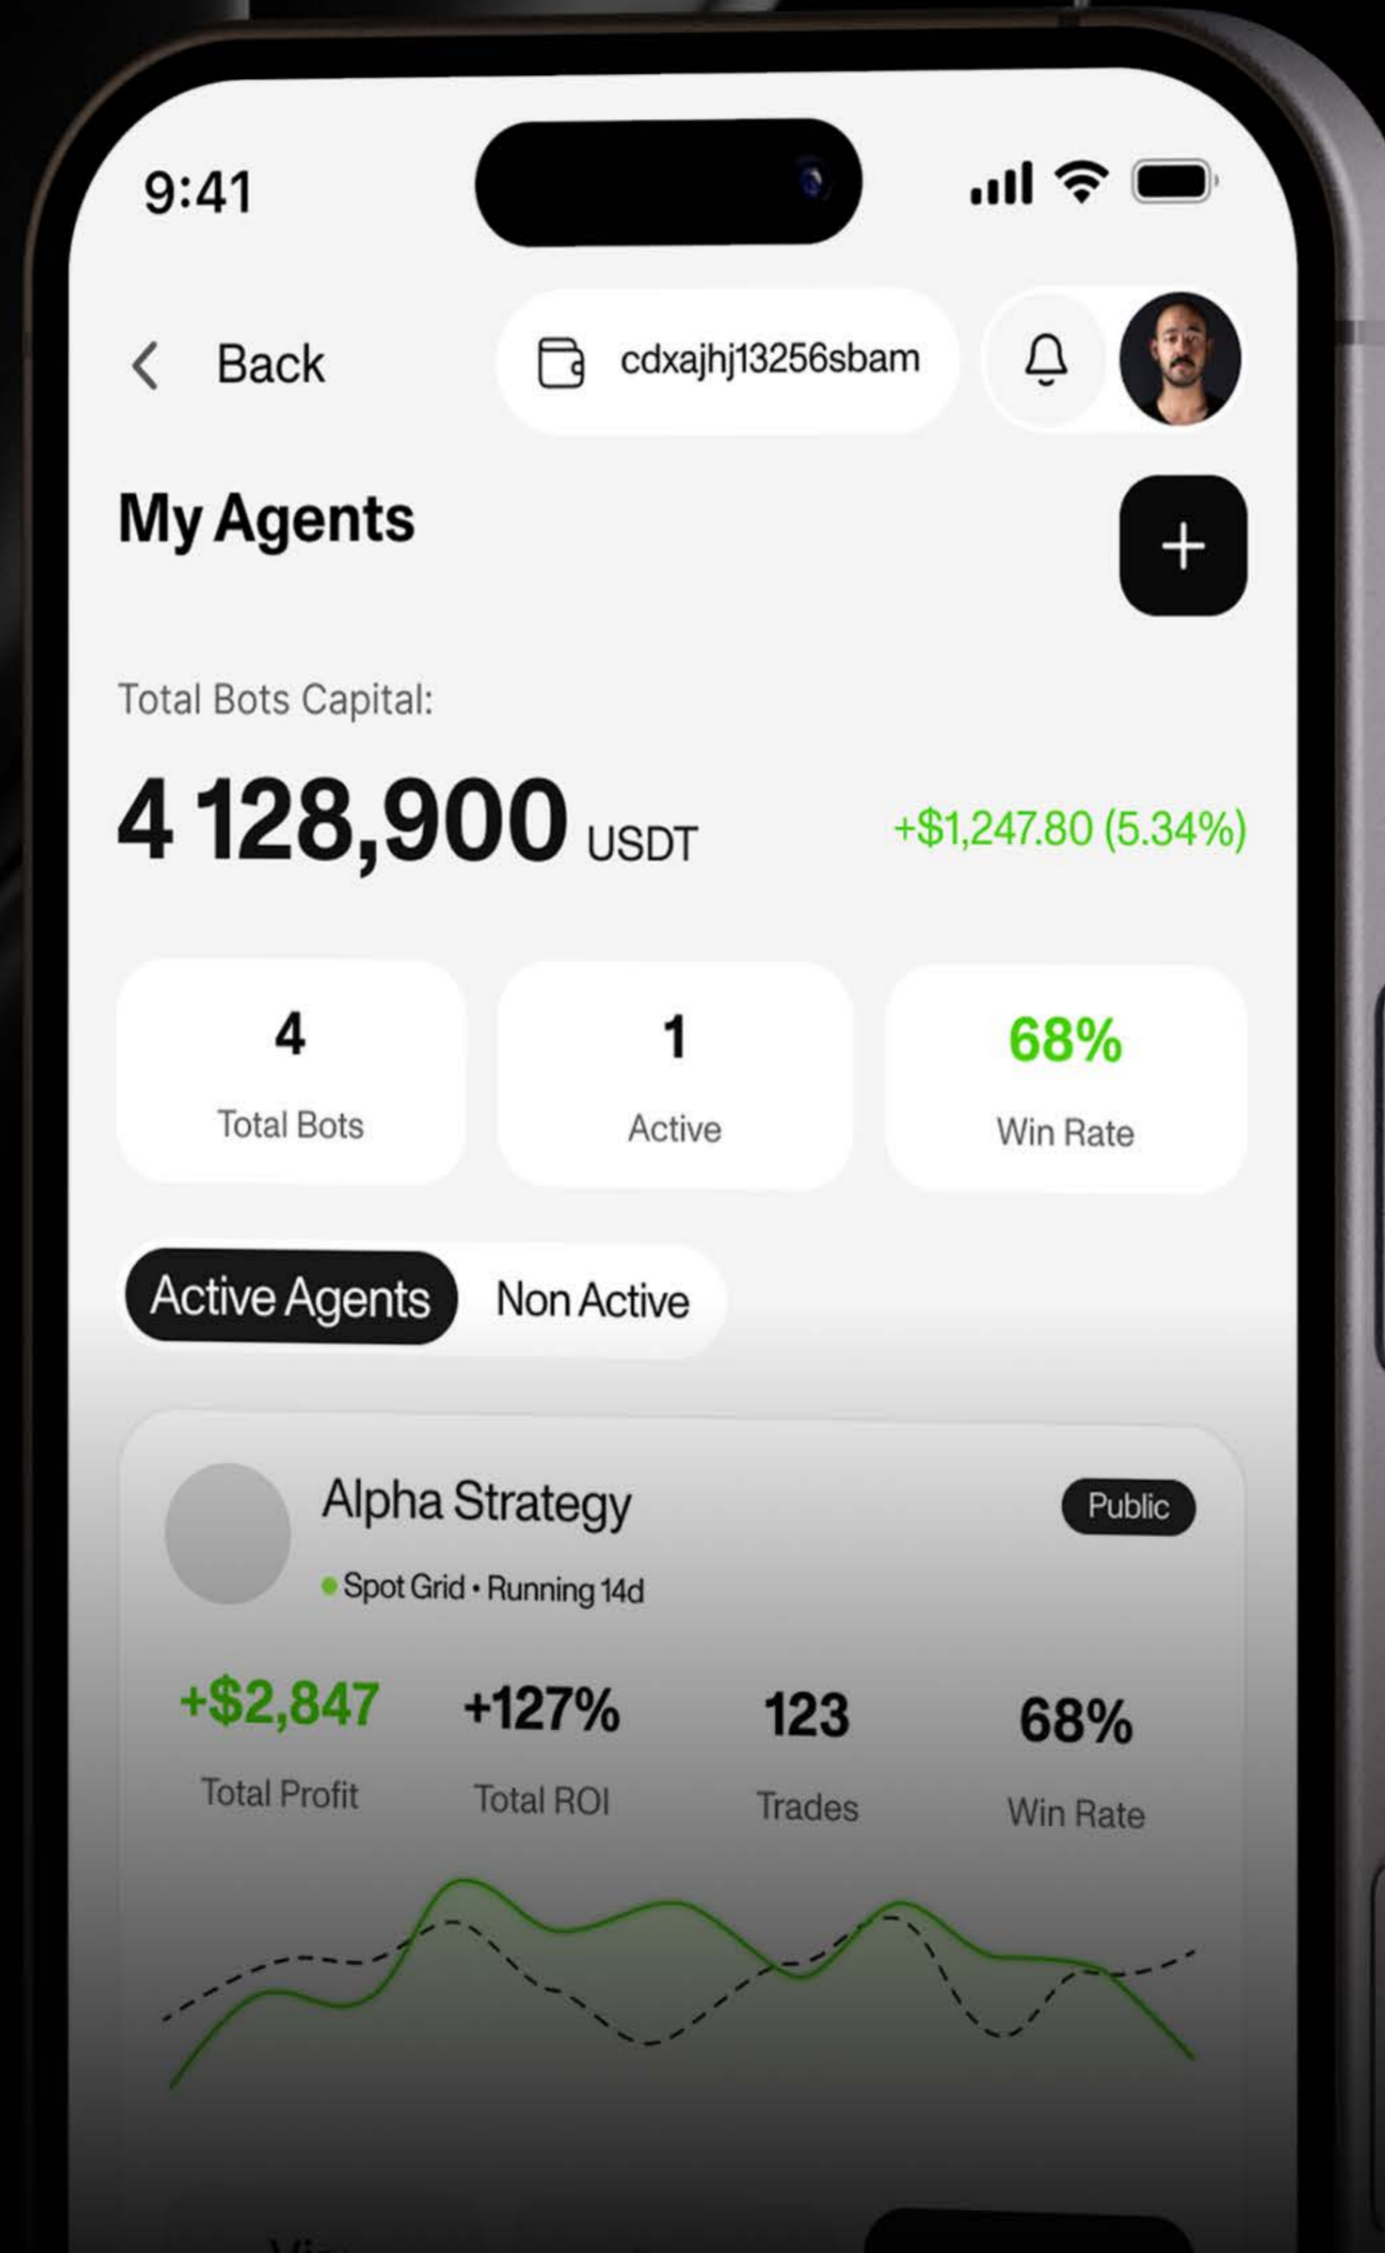 9:41
Back
cdxajhj13256sbam
My Agents
Total Bots Capital:
4 128,900 USDT
+$1,247.80 (5.34%)
4
1
68%
Total Bots
Active
Win Rate
Active Agents
Non Active
Alpha Strategy
Public
Spot Grid • Running 14d
+$2,847
+127%
123
68%
Total Profit
Total ROI
Trades
Win Rate